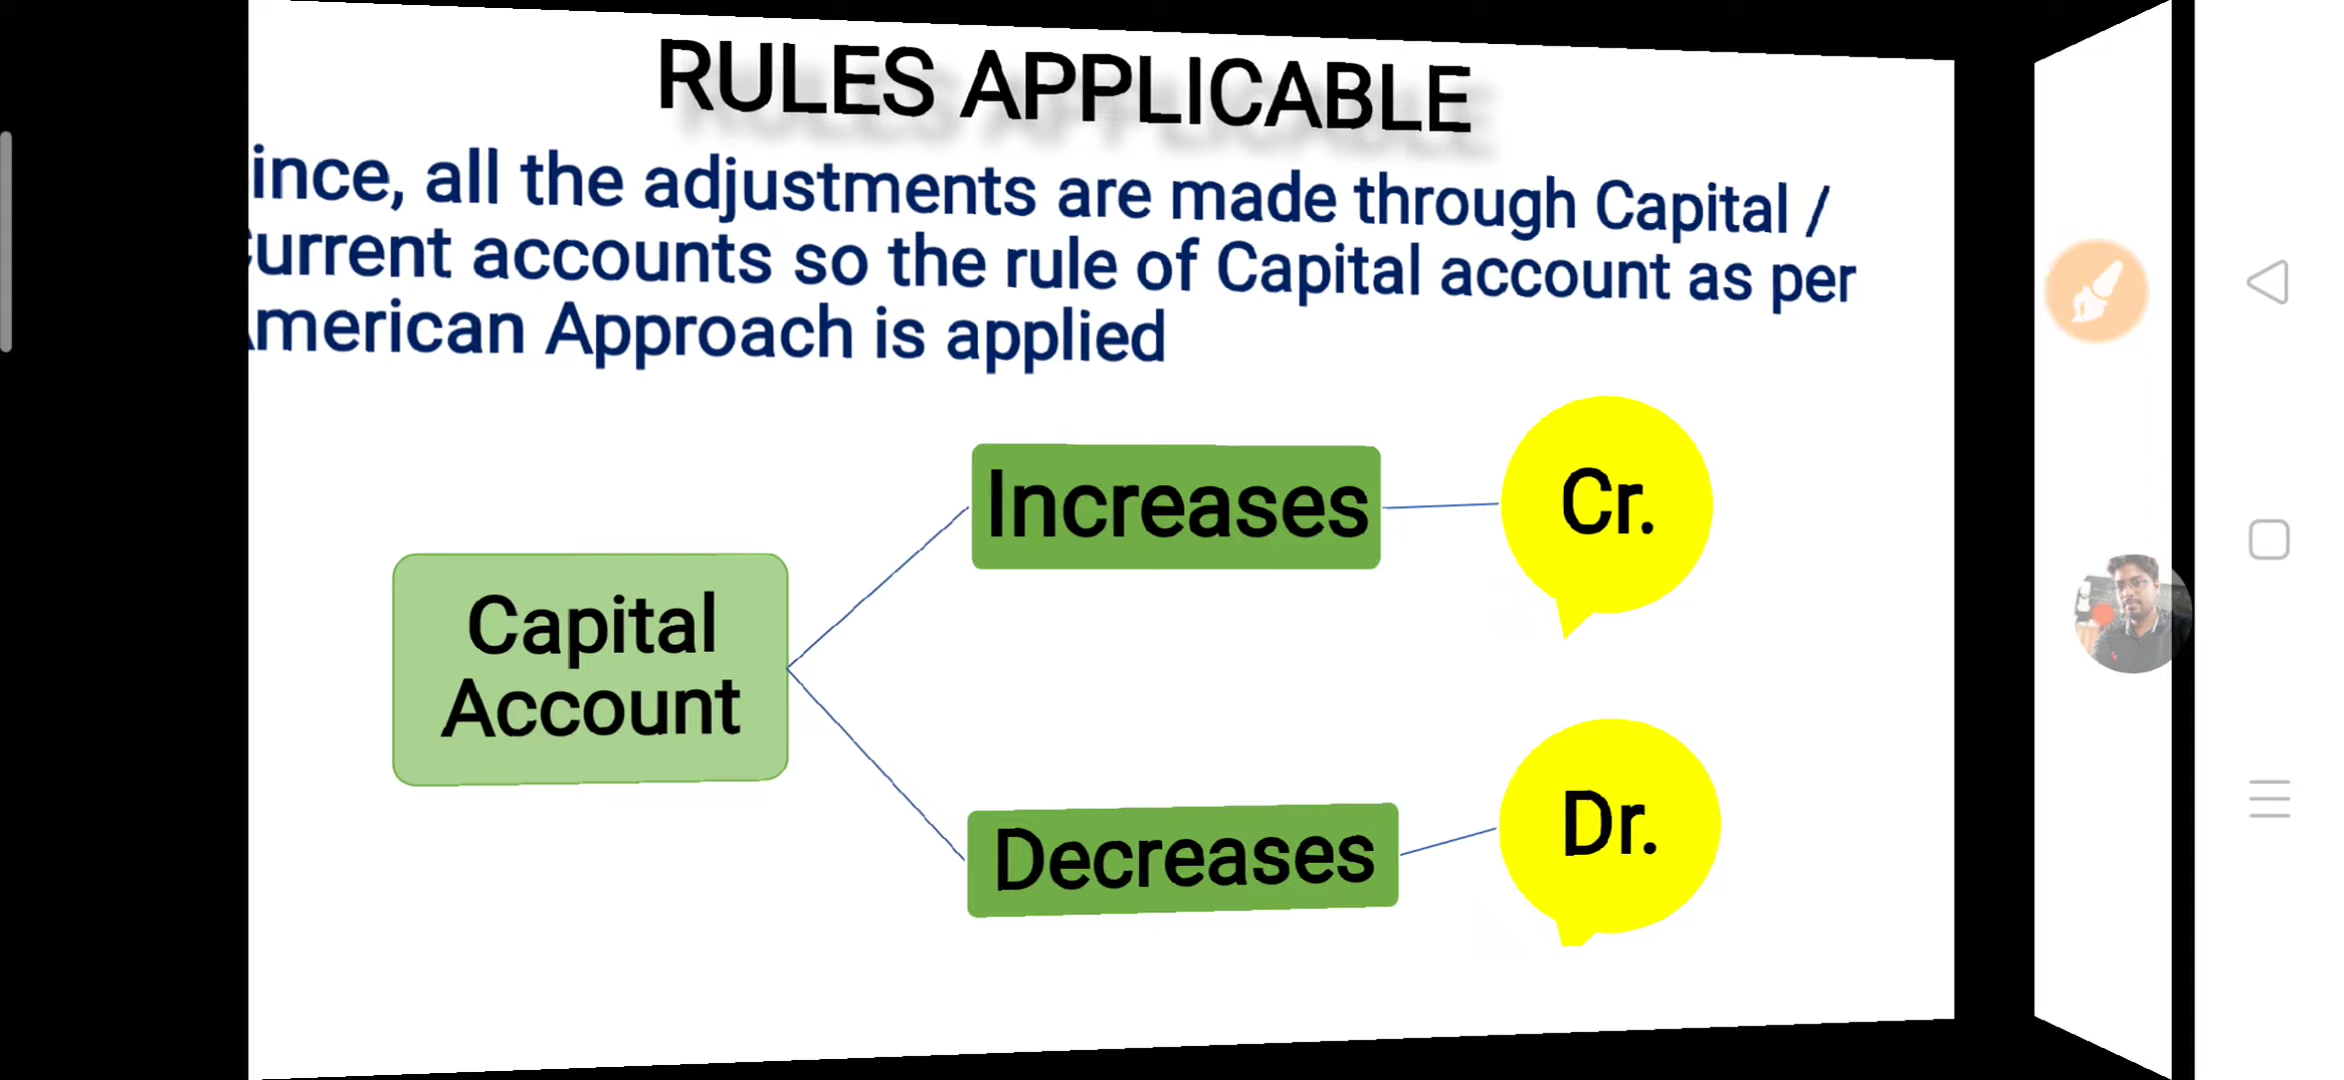 RULES APPLICABLE
ince, all the adjustments are made through Capital /
urrent accounts so the rule of Capital account as per
merican Approach is applied
Increases
Cr.
Capital
Account
Decreases
Dr.